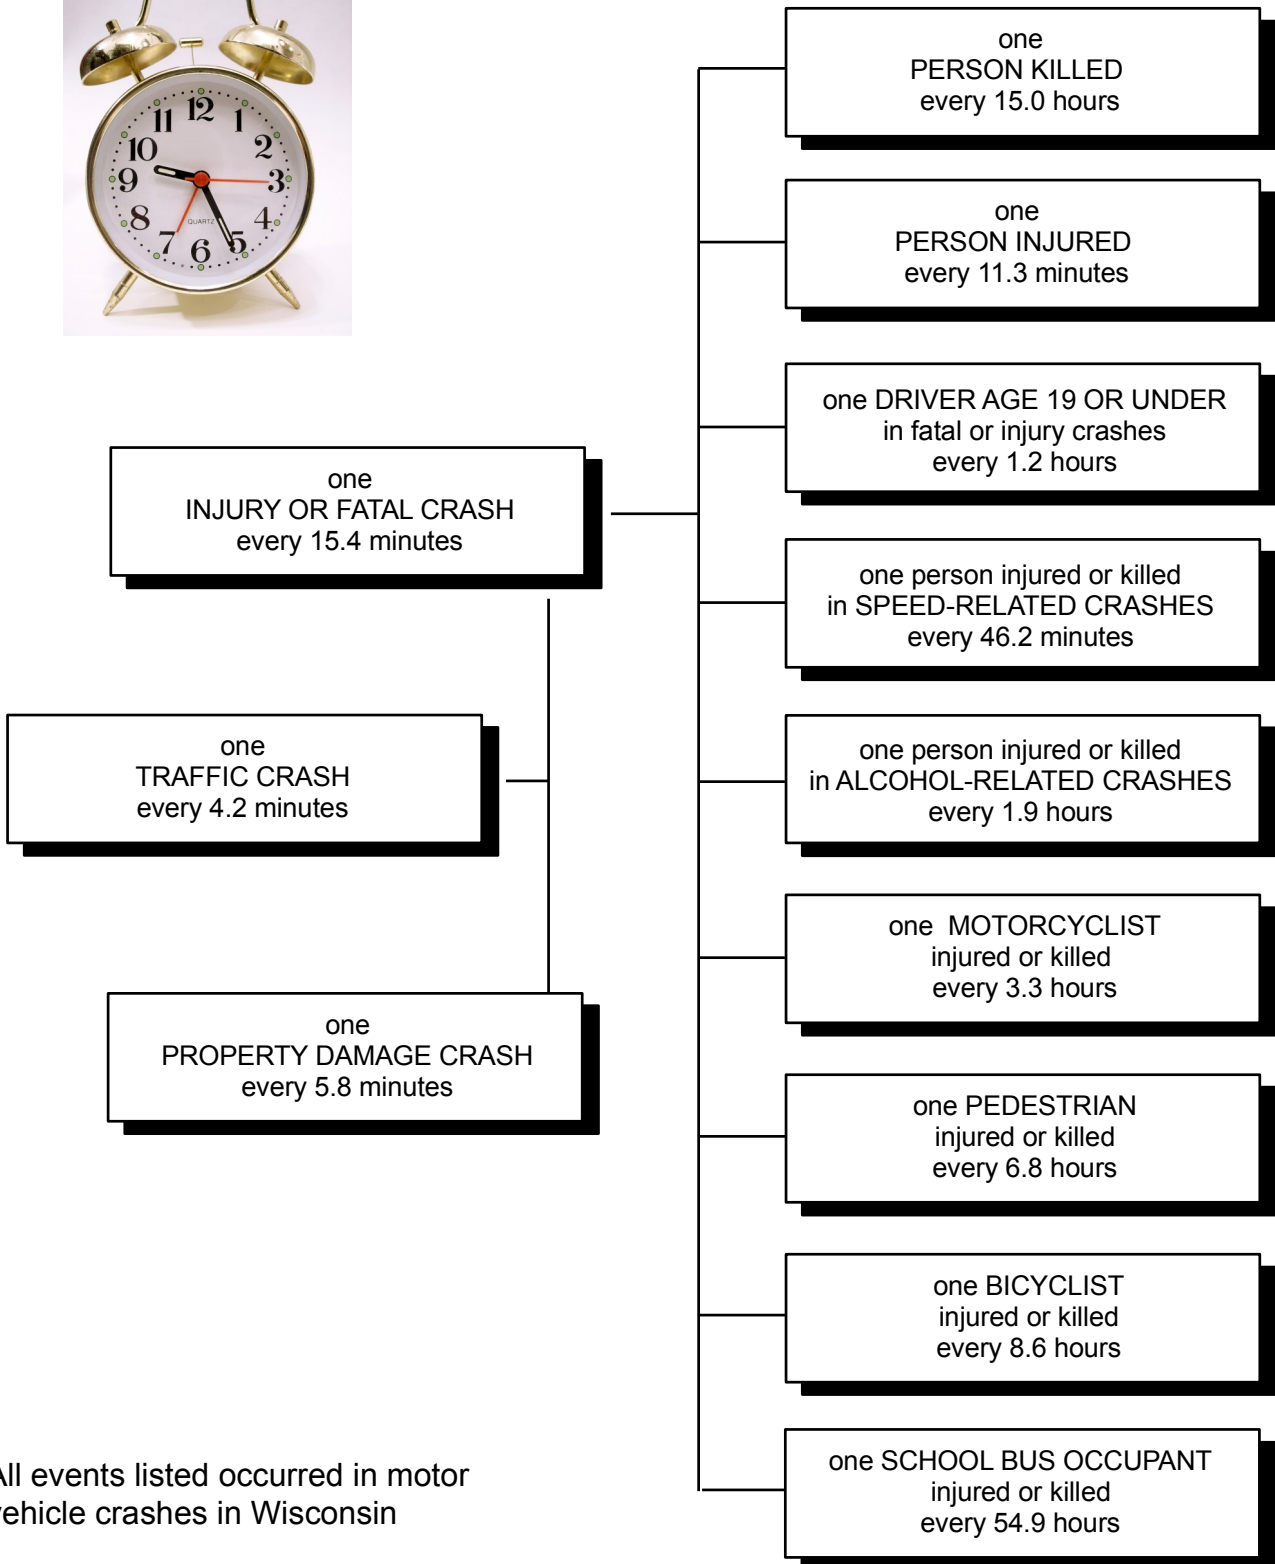 12
11
1
10
2
9
3
8
4
QUARTZ
7
5
6
one
PERSON KILLED
every 15.0 hours
one
PERSON INJURED
every 11.3 minutes
one DRIVER AGE 19 OR UNDER
in fatal or injury crashes
every 1.2 hours
one
INJURY OR FATAL CRASH
every 15.4 minutes
one person injured or killed
in SPEED-RELATED CRASHES
every 46.2 minutes
one
TRAFFIC CRASH
every 4.2 minutes
one person injured or killed
in ALCOHOL-RELATED CRASHES
every 1.9 hours
one MOTORCYCLIST
injured or killed
every 3.3 hours
one
PROPERTY DAMAGE CRASH
every 5.8 minutes
one PEDESTRIAN
injured or killed
every 6.8 hours
one BICYCLIST
injured or killed
every 8.6 hours
one SCHOOL BUS OCCUPANT
injured or killed
every 54.9 hours
All events listed occurred in motor
vehicle crashes in Wisconsin